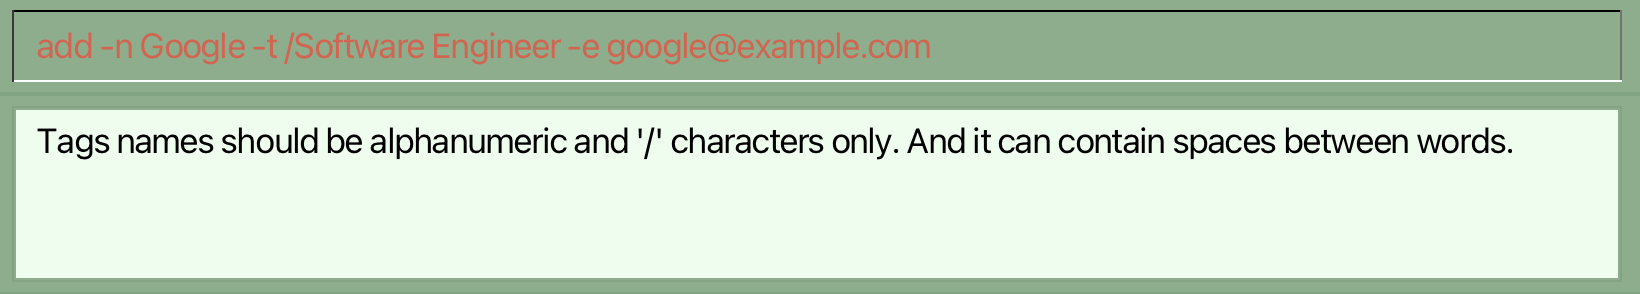 add -n Google -t /Software Engineer -e google@example.com
Tags names should be alphanumeric and '/' characters only. And it can contain spaces between words.